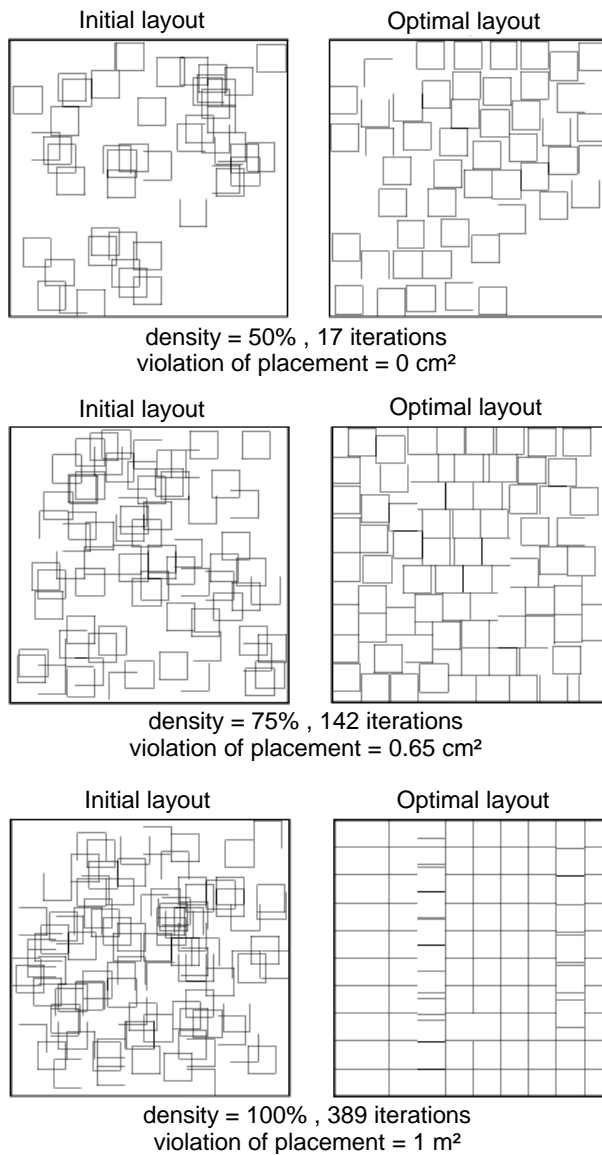 Initial layout Optimal layout
density = 50% , 17 iterations
violation of placement = 0 cm²
Initial layout Optimal layout
density = 75% , 142 iterations
violation of placement = 0.65 cm²
Initial layout Optimal layout
density = 100% , 389 iterations
violation of placement = 1 m²